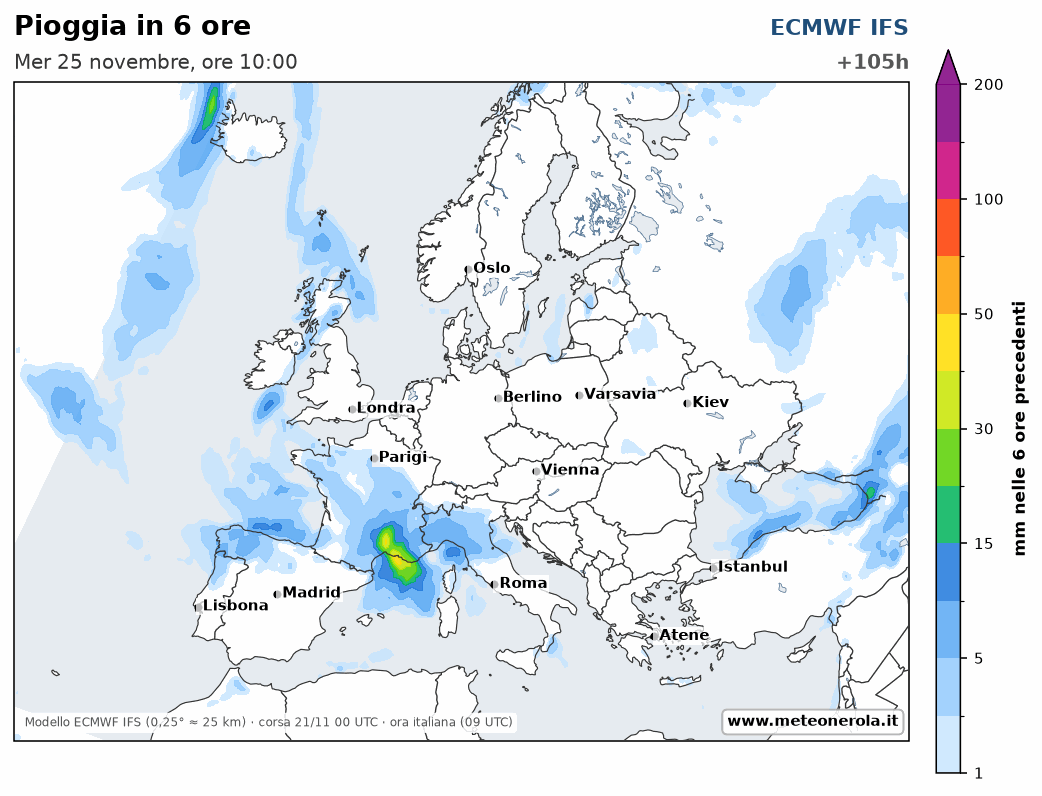 Pioggia in 6 ore
ECMWF IFS
Mer 25 novembre, ore 10:00
+105h
200
100
50
30
15
5
1
mm nelle 6 ore precedenti
Oslo
Berlino
Varsavia
Kiev
Londra
Parigi
Vienna
Istanbul
Roma
Madrid
Lisbona
Atene
Modello ECMWF IFS (0,25° ≈ 25 km) · corsa 21/11 00 UTC · ora italiana (09 UTC)
www.meteonerola.it